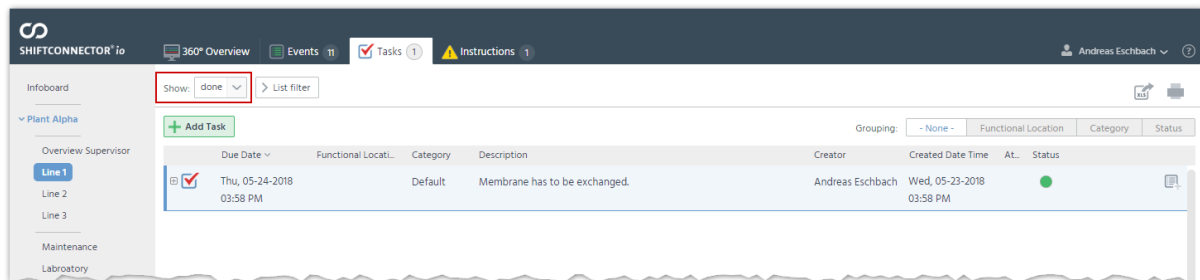 SHIFTCONNECTOR® io
360° Overview Events 11 Tasks 1 Instructions 1 Andreas Eschbach ?
Infoboard
Show: done List filter
XLS
Plant Alpha
Add Task
Grouping: - None - Functional Location Category Status
Overview Supervisor
Due Date Functional Locati... Category Description Creator Created Date Time At... Status
Line 1
Thu, 05-24-2018 Default Membrane has to be exchanged. Andreas Eschbach Wed, 05-23-2018
03:58 PM 03:58 PM
Line 2
Line 3
Maintenance
Labroatory